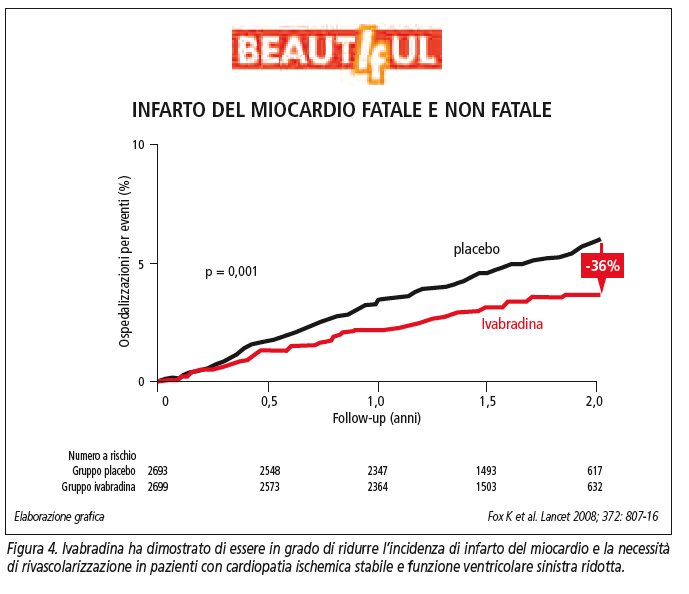 BEAUTIfUL
INFARTO DEL MIOCARDIO FATALE E NON FATALE
Ospedalizzazioni per eventi (%)
10
5
0
placebo
p = 0,001
-36%
Ivabradina
0 0,5 1,0 1,5 2,0
Follow-up (anni)
Numero a rischio
Gruppo placebo 2693 2548 2347 1493 617
Gruppo ivabradina 2699 2573 2364 1503 632
Elaborazione grafica Fox K et al. Lancet 2008; 372: 807-16
Figura 4. Ivabradina ha dimostrato di essere in grado di ridurre l'incidenza di infarto del miocardio e la necessità
di rivascolarizzazione in pazienti con cardiopatia ischemica stabile e funzione ventricolare sinistra ridotta.